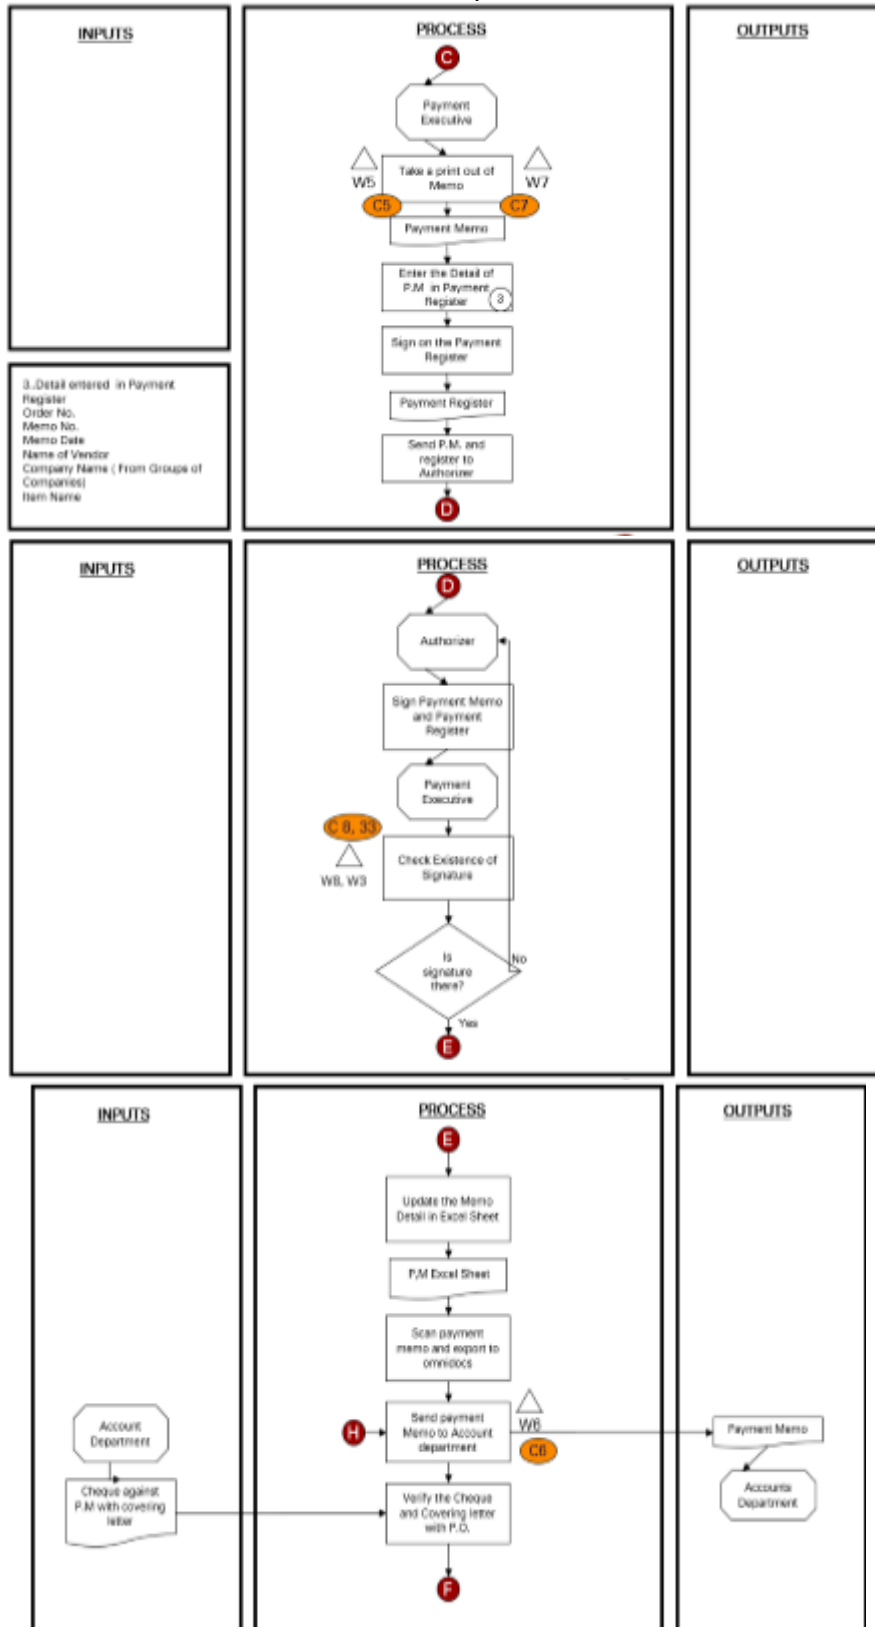 INPUTS
PROCESS
OUTPUTS
C
Payment
Executive
W5
Take a print out of
Memo
W7
C5
C7
Payment Memo
Enter the Detail of
P.M in Payment
Register
3
Sign on the Payment
Register
Payment Register
Send P.M. and
register to
Authorizer
D
3..Detail entered in Payment
Register
Order No.
Memo No.
Memo Date
Name of Vendor
Company Name ( From Groups of
Companies)
Item Name
INPUTS
PROCESS
OUTPUTS
D
Authorizer
Sign Payment Memo
and Payment
Register
Payment
Executive
C 8, 33
W8, W3
Check Existence of
Signature
Is
signature
there?
No
Yes
E
INPUTS
PROCESS
OUTPUTS
E
Update the Memo
Detail in Excel Sheet
P.M Excel Sheet
Scan payment
memo and export to
omnidocs
H
Send payment
Memo to Account
department
W6
C6
Payment Memo
Accounts
Department
Account
Department
Cheque against
P.M with covering
letter
Verify the Cheque
and Covering letter
with P.O.
F